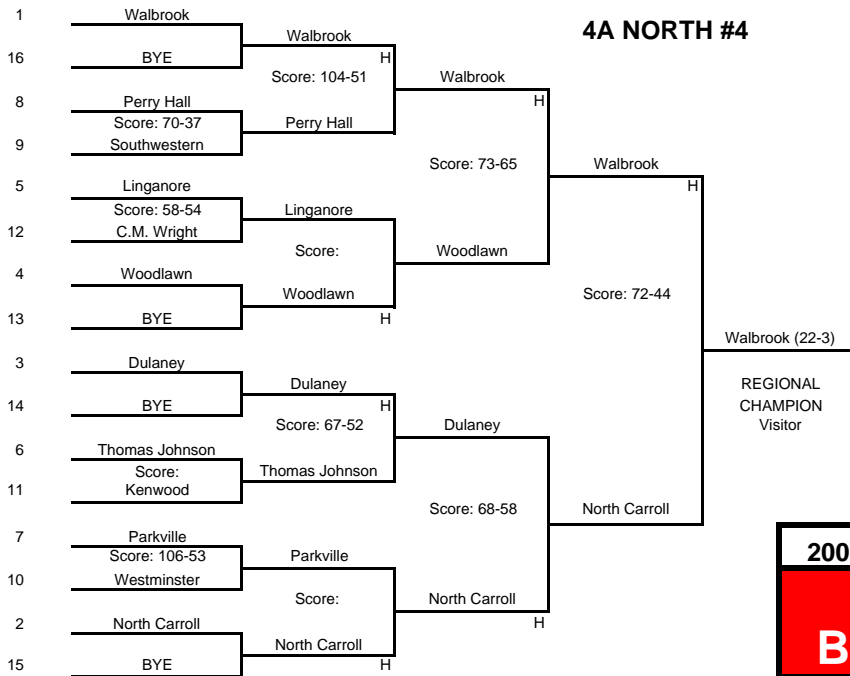 4A NORTH #4
1 Walbrook
Walbrook
16 BYE
H
Score: 104-51
Walbrook
8 Perry Hall
H
Score: 70-37
Perry Hall
9 Southwestern
Score: 73-65
Walbrook
5 Linganore
H
Score: 58-54
Linganore
12 C.M. Wright
Score:
Woodlawn
4 Woodlawn
Woodlawn
Score: 72-44
13 BYE
H
Walbrook (22-3)
3 Dulaney
REGIONAL
CHAMPION
Visitor
Dulaney
14 BYE
H
Score: 67-52
Dulaney
6 Thomas Johnson
Score:
Thomas Johnson
11 Kenwood
Score: 68-58
North Carroll
7 Parkville
Score: 106-53
Parkville
10 Westminster
Score:
North Carroll
2 North Carroll
H
North Carroll
15 BYE
H
200
B